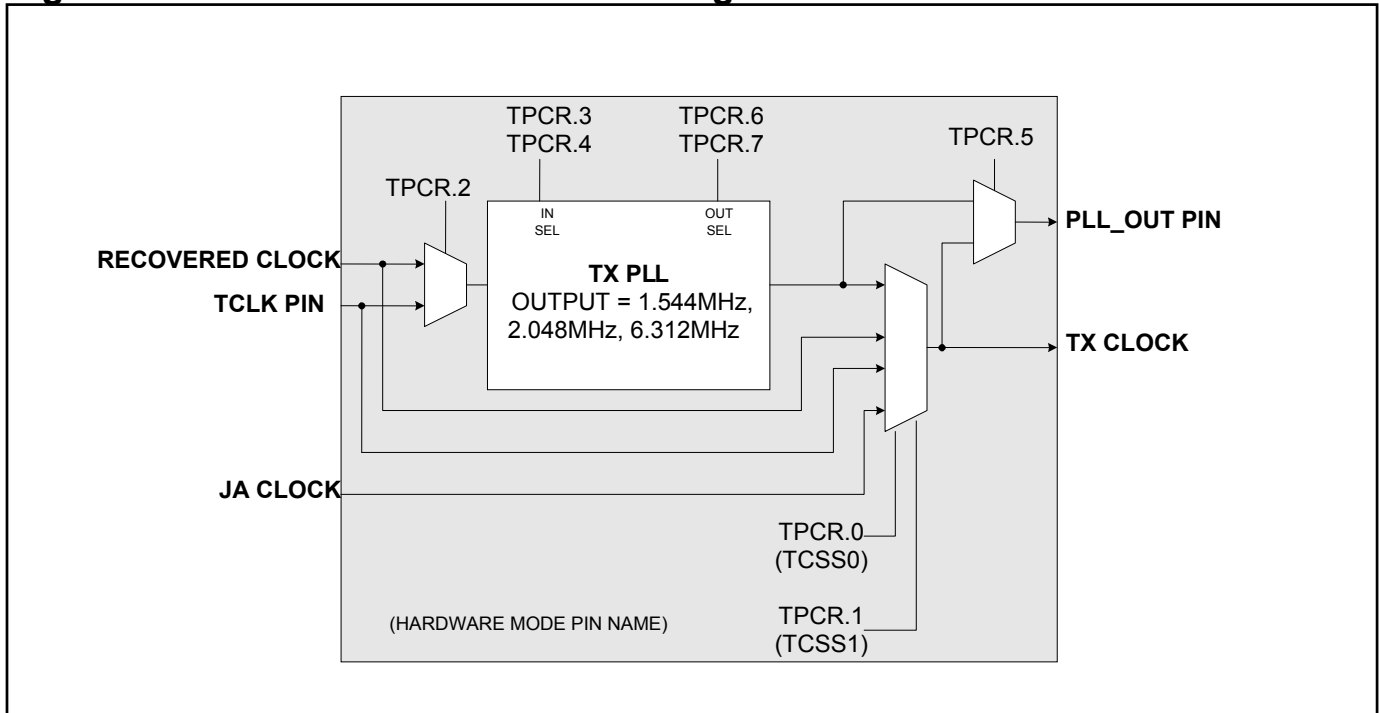 TPCR.3
TPCR.4
TPCR.6
TPCR.7
TPCR.5
TPCR.2
IN
SEL
OUT
SEL
PLL_OUT PIN
RECOVERED CLOCK
TX PLL
OUTPUT = 1.544MHz,
2.048MHz, 6.312MHz
TCLK PIN
TX CLOCK
JA CLOCK
TPCR.0
(TCSS0)
TPCR.1
(TCSS1)
(HARDWARE MODE PIN NAME)